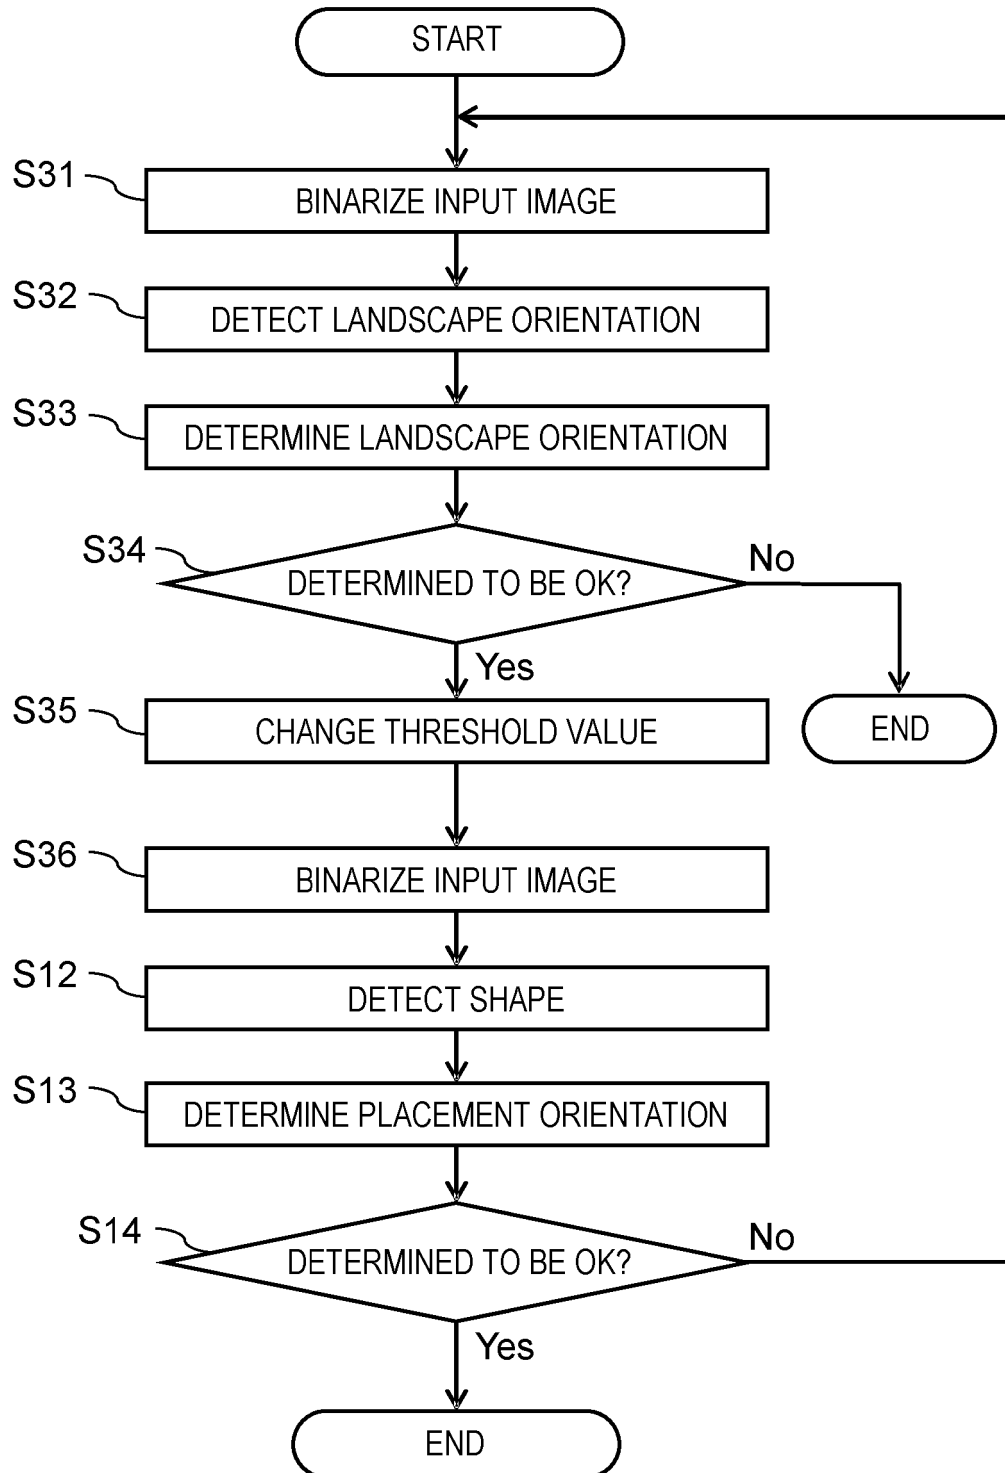 START
S31
BINARIZE INPUT IMAGE
S32
DETECT LANDSCAPE ORIENTATION
S33
DETERMINE LANDSCAPE ORIENTATION
S34
DETERMINED TO BE OK?
No
Yes
END
S35
CHANGE THRESHOLD VALUE
S36
BINARIZE INPUT IMAGE
S12
DETECT SHAPE
S13
DETERMINE PLACEMENT ORIENTATION
S14
DETERMINED TO BE OK?
No
Yes
END